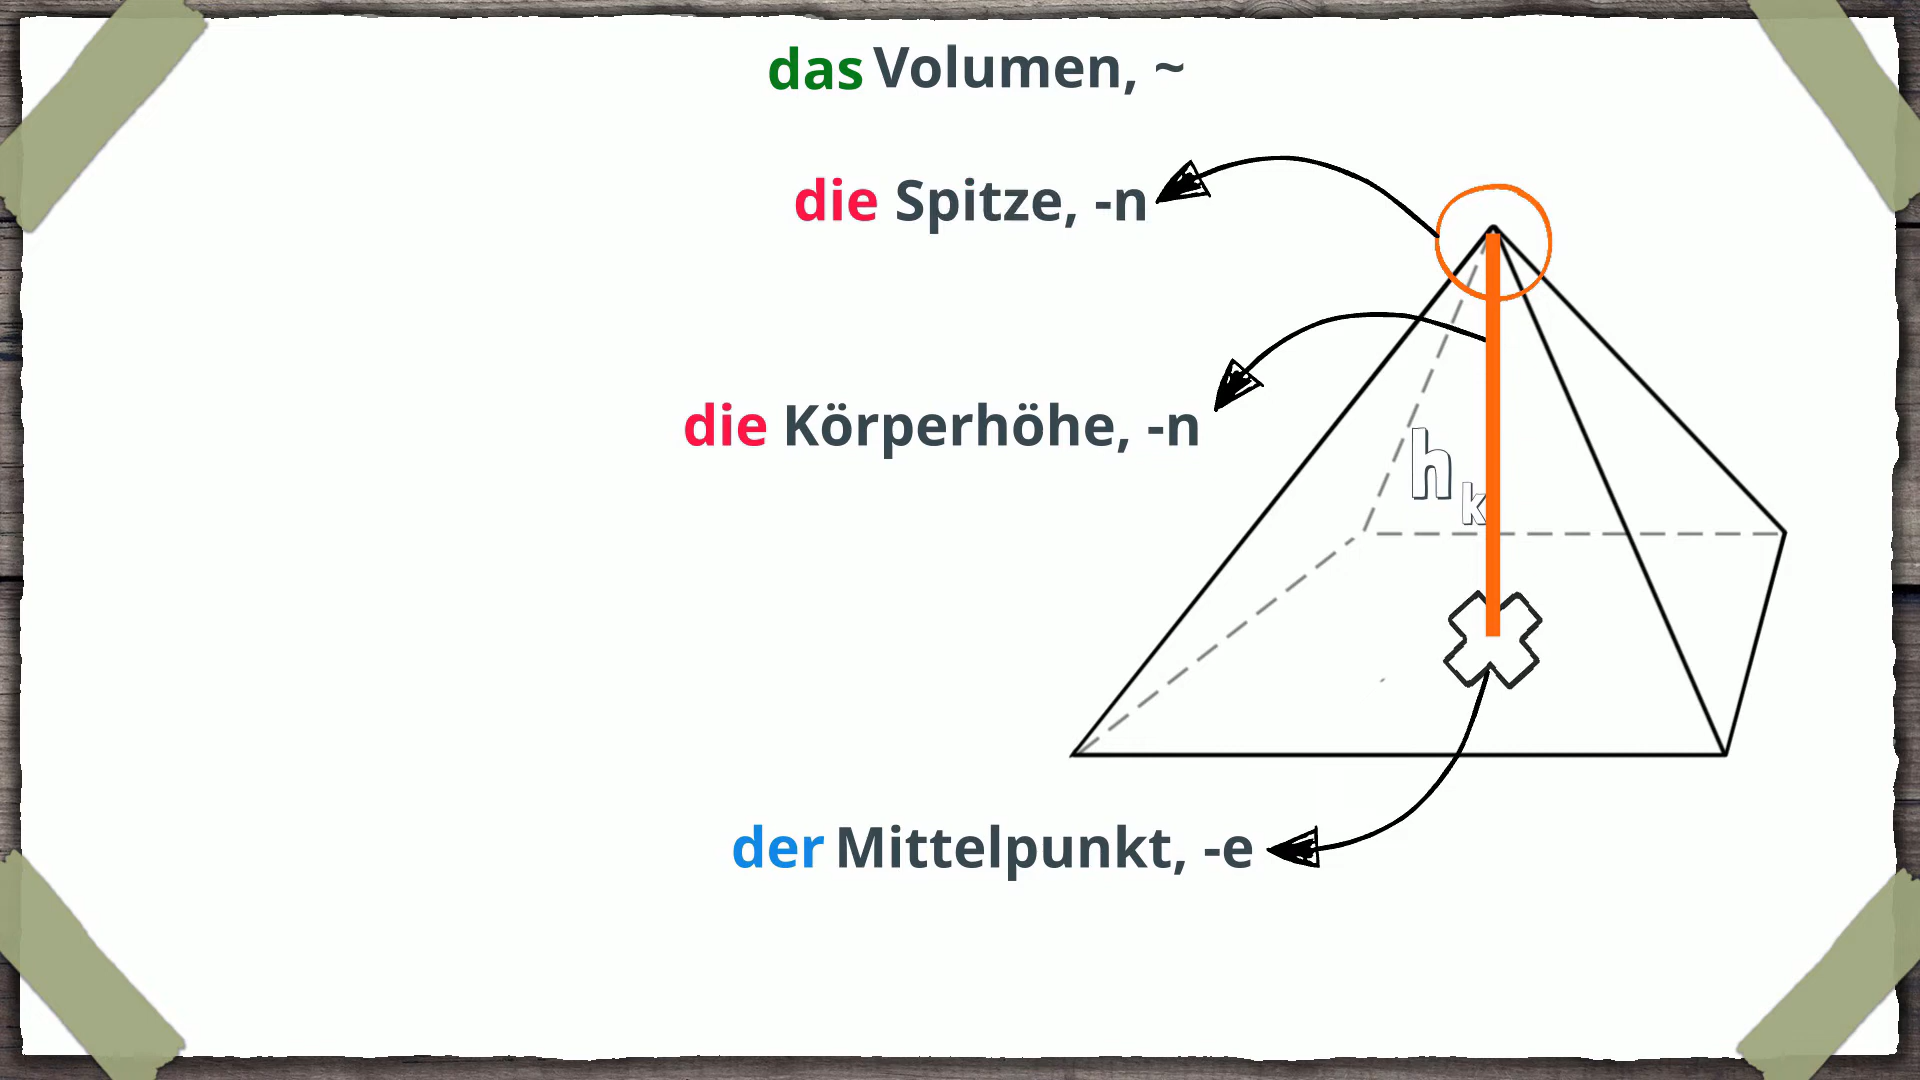 das Volumen, ~
die Spitze, -n
die Körperhöhe, -n
h k
der Mittelpunkt, -e